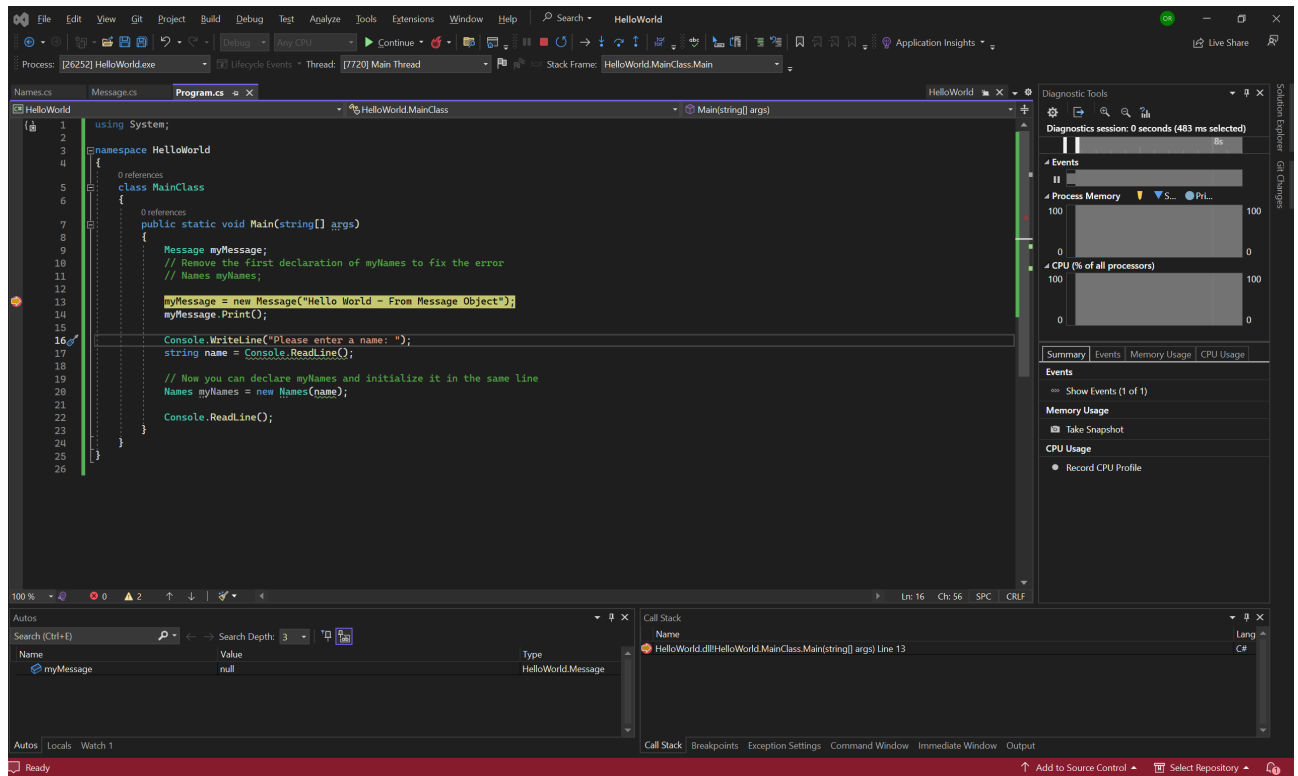 File Edit View Git Project Build Debug Test Analyze Tools Extensions Window Help Search HelloWorld OR
Debug Any CPU Continue Application Insights Live Share
Process: [26252] HelloWorld.exe Lifecycle Events Thread: [7720] Main Thread Stack Frame: HelloWorld.MainClass.Main
Names.cs Message.cs Program.cs HelloWorld
HelloWorld HelloWorld.MainClass Main(string[] args)
1 using System;
2
3 namespace HelloWorld
4 {
0 references
5 class MainClass
6 {
0 references
7 public static void Main(string[] args)
8 {
9 Message myMessage;
10 // Remove the first declaration of myNames to fix the error
11 // Names myNames;
12
13 myMessage = new Message("Hello World - From Message Object");
14 myMessage.Print();
15
16 Console.WriteLine("Please enter a name: ");
17 string name = Console.ReadLine();
18
19 // Now you can declare myNames and initialize it in the same line
20 Names myNames = new Names(name);
21
22 Console.ReadLine();
23 }
24 }
25 }
26
100 % 0 2 Ln: 16 Ch: 56 SPC CRLF
Diagnostic Tools
Diagnostics session: 0 seconds (483 ms selected)
8s
Events
Process Memory S... Pri...
100 100
0 0
CPU (% of all processors)
100 100
0 0
Summary Events Memory Usage CPU Usage
Events
Show Events (1 of 1)
Memory Usage
Take Snapshot
CPU Usage
Record CPU Profile
Solution Explorer
Git Changes
Autos
Search (Ctrl+E) Search Depth: 3
Name Value Type
myMessage null HelloWorld.Message
Autos Locals Watch 1
Call Stack
Name Lang
HelloWorld.dll!HelloWorld.MainClass.Main(string[] args) Line 13 C#
Call Stack Breakpoints Exception Settings Command Window Immediate Window Output
Ready Add to Source Control Select Repository